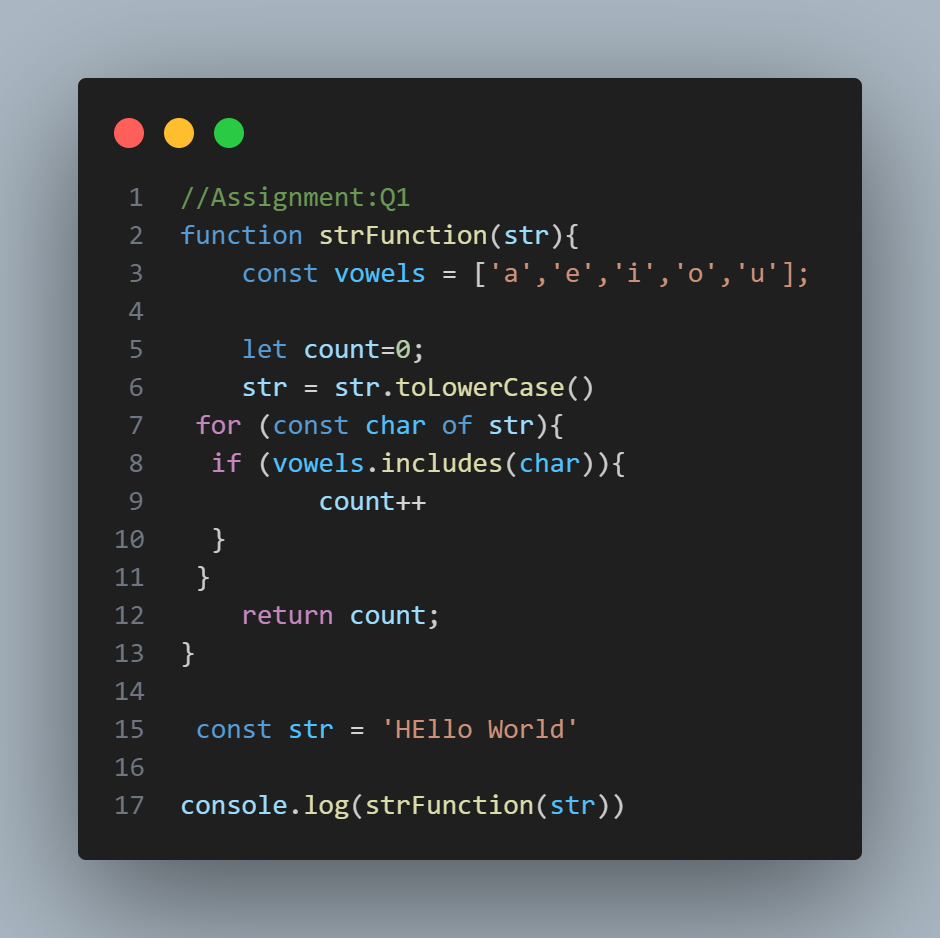 1 //Assignment:Q1
2 function strFunction(str){
3     const vowels = ['a','e','i','o','u'];
4
5     let count=0;
6     str = str.toLowerCase()
7  for (const char of str){
8   if (vowels.includes(char)){
9          count++
10   }
11  }
12     return count;
13 }
14
15  const str = 'HEllo World'
16
17 console.log(strFunction(str))